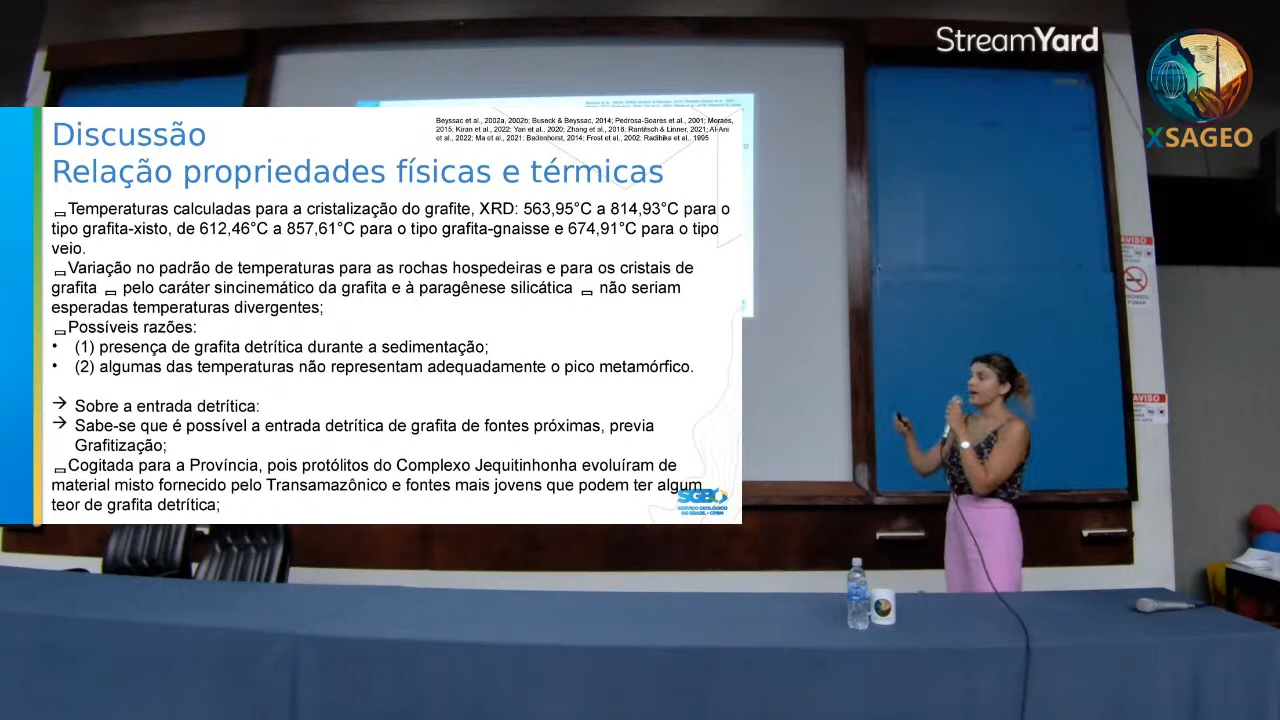 StreamYard
XSAGEO
Discussão
Beyssac et al., 2002a, 2002b; Buseck & Beyssac, 2014; Pedrosa-Soares et al., 2001; Moraes,
2015; Kiran et al., 2022; Yan et al., 2020; Zhang et al., 2018; Rantitsch & Linner, 2021; Al-Ani
et al., 2022; Ma et al., 2021; Badenhorst, 2014; Frost et al., 2002; Radihika et al., 1995.
Relação propriedades físicas e térmicas
Temperaturas calculadas para a cristalização do grafite, XRD: 563,95°C a 814,93°C para o
tipo grafita-xisto, de 612,46°C a 857,61°C para o tipo grafita-gnaisse e 674,91°C para o tipo
veio.
Variação no padrão de temperaturas para as rochas hospedeiras e para os cristais de
grafita pelo caráter sincinemático da grafita e à paragênese silicática não seriam
esperadas temperaturas divergentes;
Possíveis razões:
• (1) presença de grafita detrítica durante a sedimentação;
• (2) algumas das temperaturas não representam adequadamente o pico metamórfico.
→ Sobre a entrada detrítica:
→ Sabe-se que é possível a entrada detrítica de grafita de fontes próximas, previa
Grafitização;
Cogitada para a Província, pois protólitos do Complexo Jequitinhonha evoluíram de
material misto fornecido pelo Transamazônico e fontes mais jovens que podem ter algum
teor de grafita detrítica;
SGB
SERVIÇO GEOLÓGICO
DO BRASIL - CPRM
AVISO
AVISO